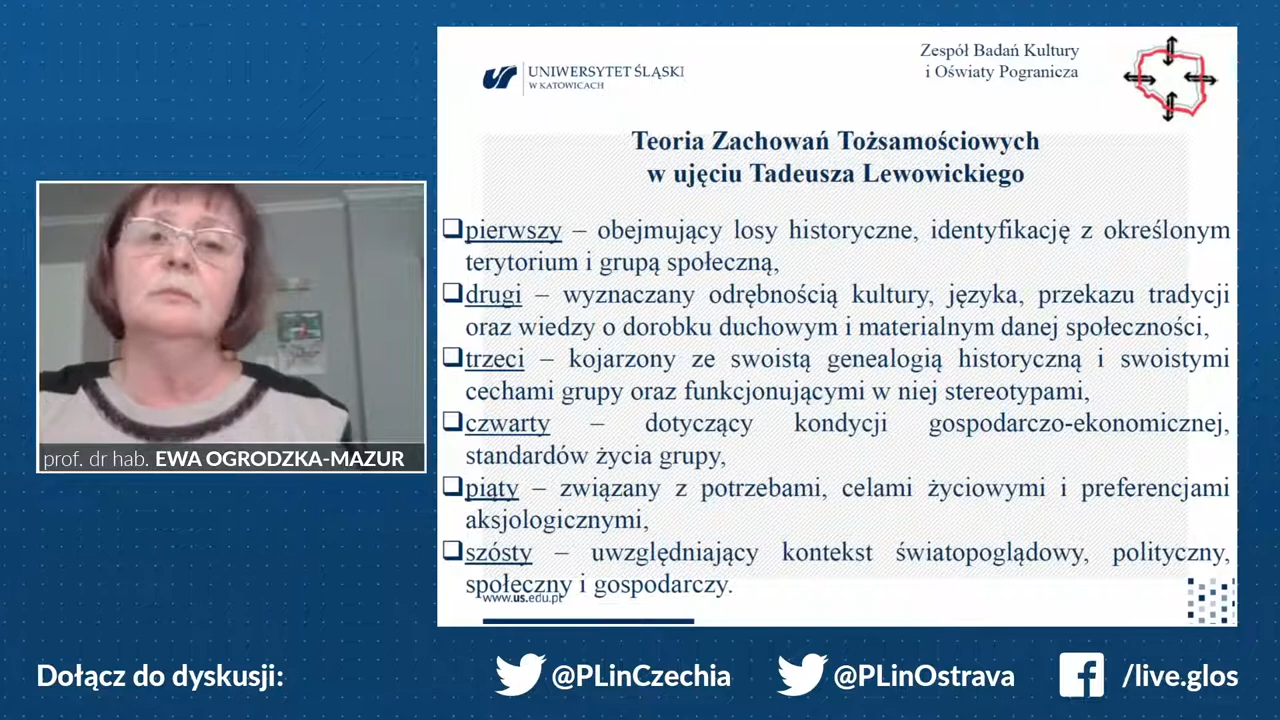 UNIWERSYTET ŚLĄSKI
W KATOWICACH
Zespół Badań Kultury
i Oświaty Pogranicza
Teoria Zachowań Tożsamościowych
w ujęciu Tadeusza Lewowickiego
pierwszy – obejmujący losy historyczne, identyfikację z określonym
terytorium i grupą społeczną,
drugi – wyznaczany odrębnością kultury, języka, przekazu tradycji
oraz wiedzy o dorobku duchowym i materialnym danej społeczności,
trzeci – kojarzony ze swoistą genealogią historyczną i swoistymi
cechami grupy oraz funkcjonującymi w niej stereotypami,
czwarty – dotyczący kondycji gospodarczo-ekonomicznej,
standardów życia grupy,
piąty – związany z potrzebami, celami życiowymi i preferencjami
aksjologicznymi,
szósty – uwzględniający kontekst światopoglądowy, polityczny,
społeczny i gospodarczy.
www.us.edu.pl
prof. dr hab. EWA OGRODZKA-MAZUR
Dołącz do dyskusji: @PLinCzechia @PLinOstrava /live.glos